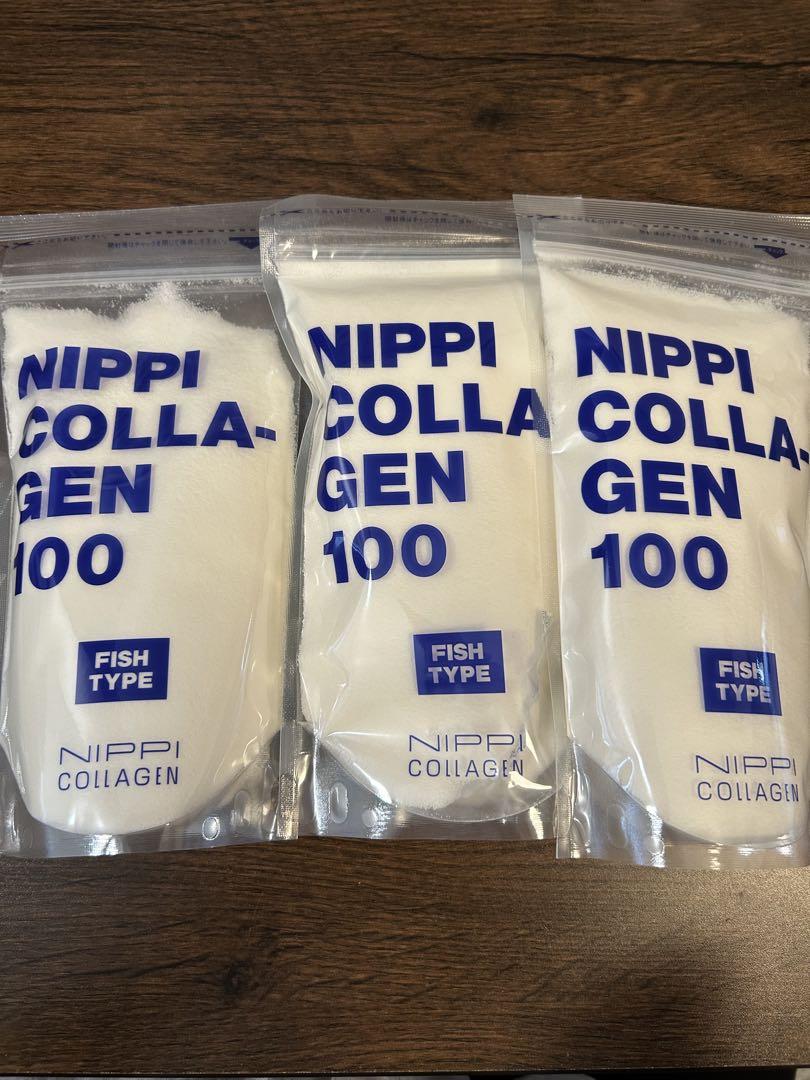 NIPPI
COLLA-
GEN
100
FISH
TYPE
NIPPI
COLLAGEN
NIPPI
COLLA
GEN
100
FISH
TYPE
NIPPI
COLLAGEN
NIPPI
COLLA-
GEN
100
FISH
TYPE
NIPPI
COLLAGEN